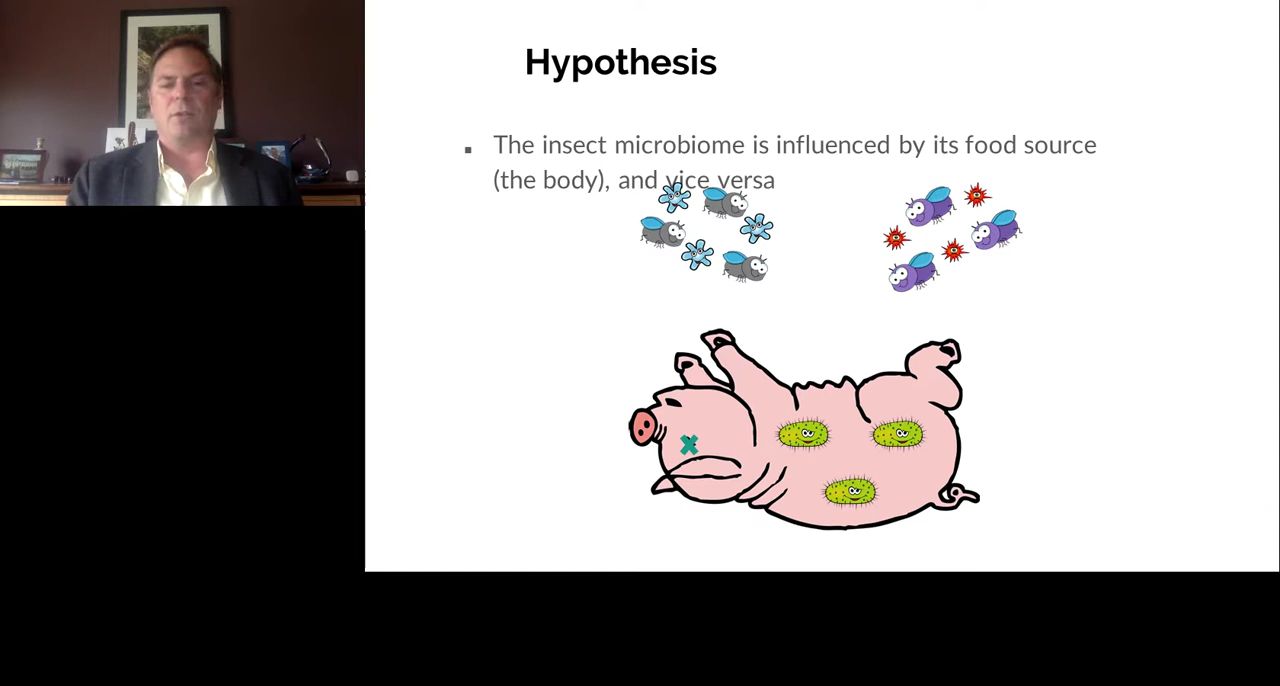 Hypothesis
▪ The insect microbiome is influenced by its food source
(the body), and vice versa